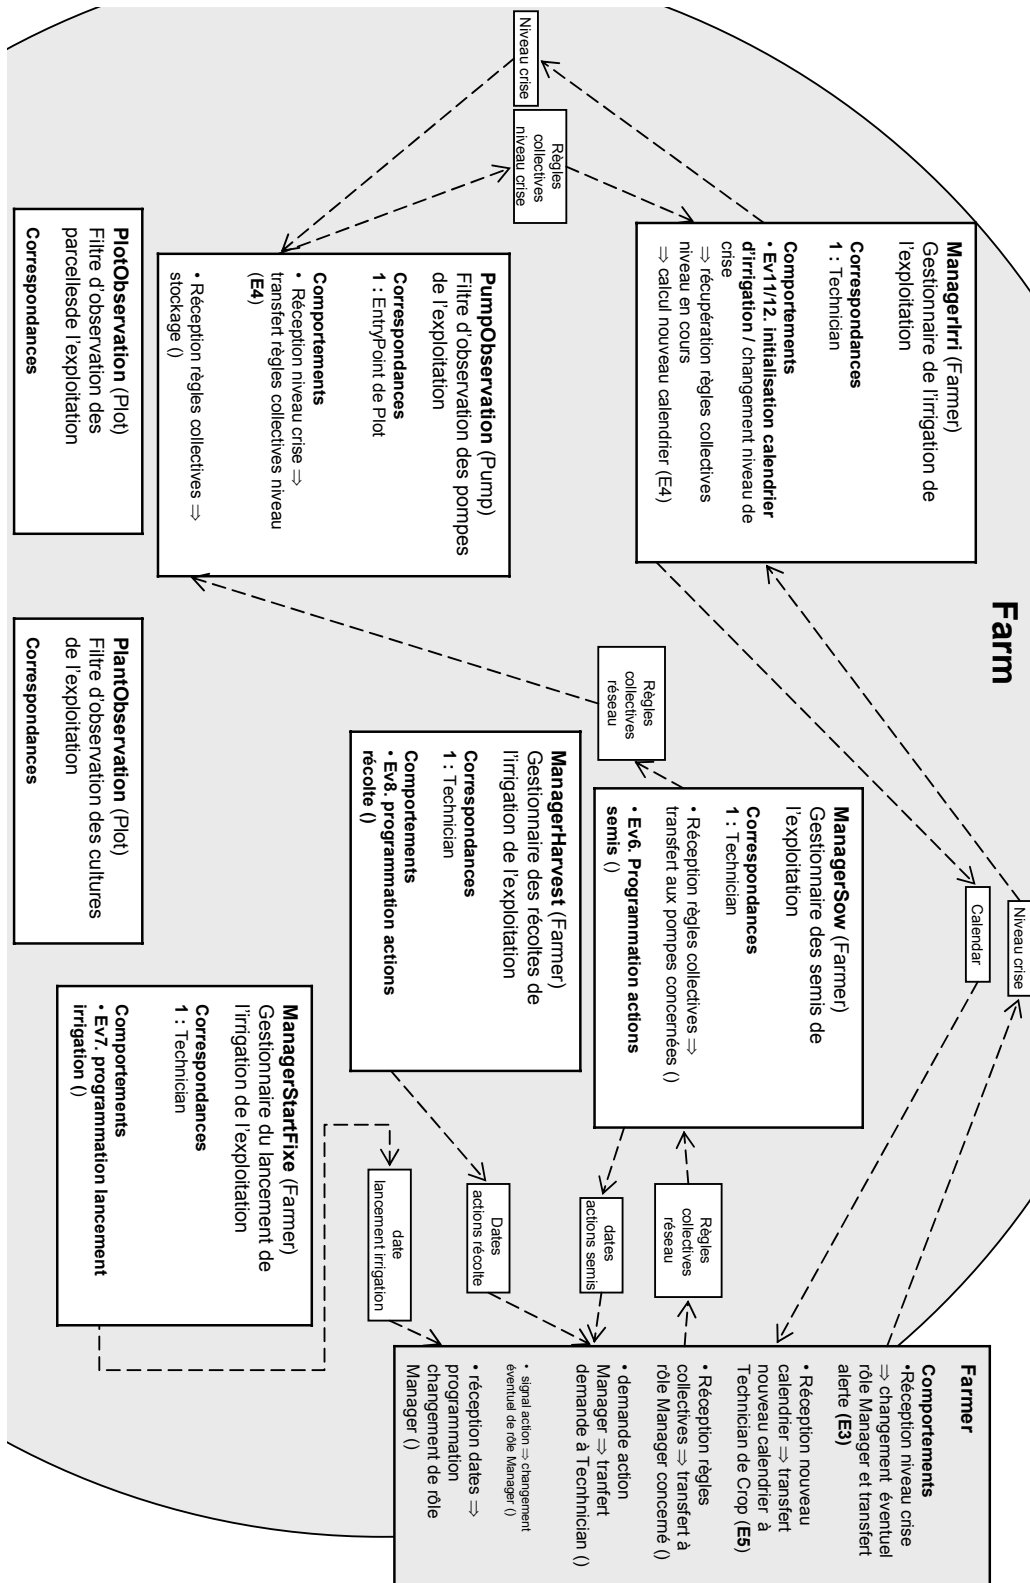 Farm
ManagerIrri (Farmer)
Gestionnaire de l'irrigation de
l'exploitation
Correspondances
1 : Technician
Comportements
• Ev11/12. initialisation calendrier
d'irrigation / changement niveau de
crise
⇒ récupération règles collectives
niveau en cours
⇒ calcul nouveau calendrier (E4)
Niveau crise
Règles
collectives
niveau crise
PumpObservation (Pump)
Filtre d'observation des pompes
de l'exploitation
Correspondances
1 : EntryPoint de Plot
Comportements
• Réception niveau crise ⇒
transfert règles collectives niveau
(E4)
• Réception règles collectives ⇒
stockage ()
PlotObservation (Plot)
Filtre d'observation des
parcellesde l'exploitation
Correspondances
PlantObservation (Plot)
Filtre d'observation des cultures
de l'exploitation
Correspondances
Niveau crise
Calendar
ManagerSow (Farmer)
Gestionnaire des semis de
l'exploitation
Correspondances
1 : Technician
• Réception règles collectives ⇒
transfert aux pompes concernées ()
• Ev6. Programmation actions
semis ()
Règles
collectives
réseau
ManagerHarvest (Farmer)
Gestionnaire des récoltes de
l'irrigation de l'exploitation
Correspondances
1 : Technician
Comportements
• Ev8. programmation actions
récolte ()
ManagerStartFixe (Farmer)
Gestionnaire du lancement de
l'irrigation de l'exploitation
Correspondances
1 : Technician
Comportements
• Ev7. programmation lancement
irrigation ()
Règles
collectives
réseau
dates
actions semis
Dates
actions récolte
date
lancement irrigation
Farmer
Comportements
•Réception niveau crise
⇒ changement éventuel
rôle Manager et transfert
alerte (E3)
• Réception nouveau
calendrier ⇒ transfert
nouveau calendrier à
Technician de Crop (E5)
• Réception règles
collectives ⇒ transfert à
rôle Manager concerné ()
• demande action
Manager ⇒ tranfert
demande à Tecnhnician ()
• signal action ⇒ changement
éventuel de rôle Manager ()
• réception dates ⇒
programmation
changement de rôle
Manager ()